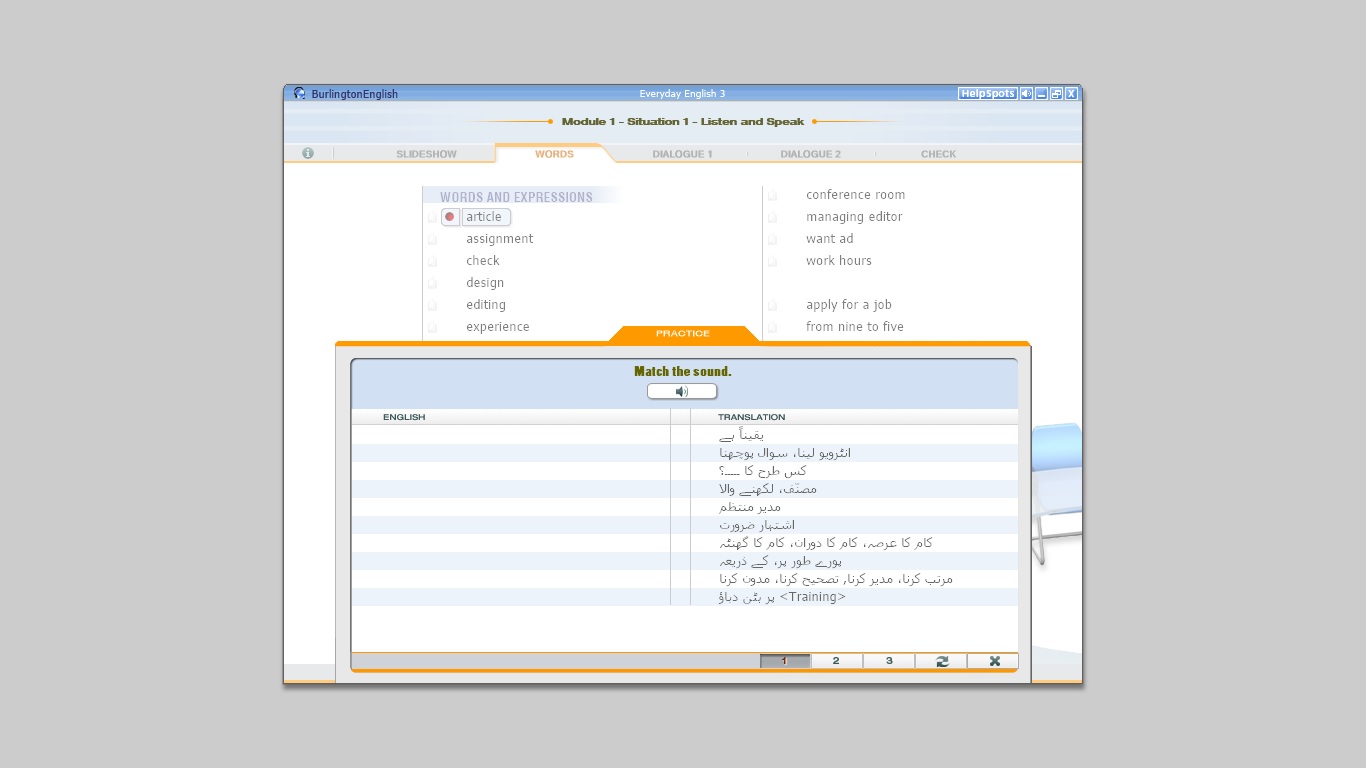 BurlingtonEnglish
Everyday English 3
HelpSpots
Module 1 - Situation 1 - Listen and Speak
SLIDESHOW
WORDS
DIALOGUE 1
DIALOGUE 2
CHECK
WORDS AND EXPRESSIONS
article
assignment
check
design
editing
experience
conference room
managing editor
want ad
work hours
apply for a job
from nine to five
PRACTICE
Match the sound.
ENGLISH
TRANSLATION
یقیناً ہے
انٹرویو لینا، سوال پوچھنا
کس طرح کا ۔۔۔۔؟
مصنّف، لکھنے والا
مدیر منتظم
اشتہار ضرورت
کام کا عرصہ، کام کا دوران، کام کا گھنٹہ
پورے طور پر، کے ذریعہ
مرتب کرنا، مدیر کرنا, تصحیح کرنا، مدون کرنا
<Training> پر بٹن دباؤ
1
2
3